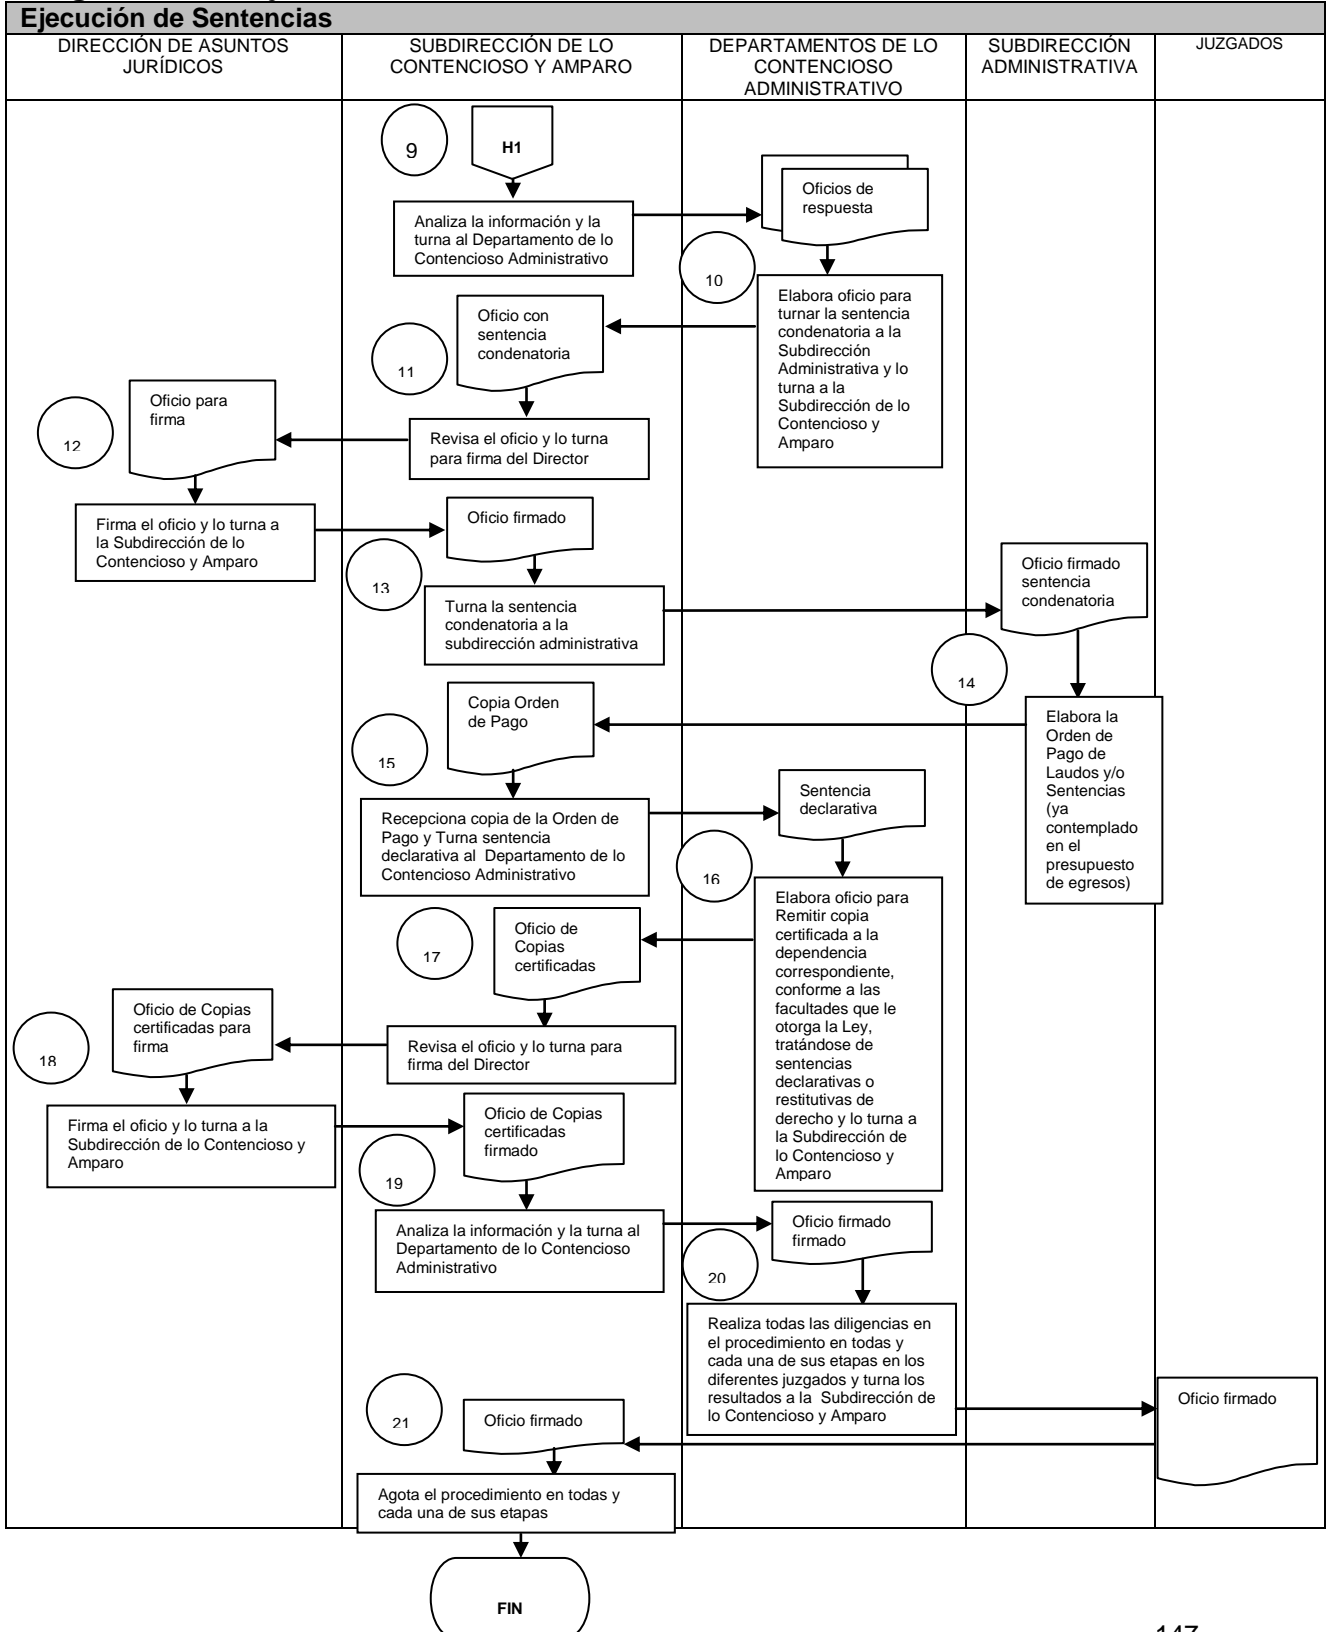 Ejecución de Sentencias
DIRECCIÓN DE ASUNTOS
JURÍDICOS
SUBDIRECCIÓN DE LO
CONTENCIOSO Y AMPARO
DEPARTAMENTOS DE LO
CONTENCIOSO
ADMINISTRATIVO
SUBDIRECCIÓN
ADMINISTRATIVA
JUZGADOS
9
H1
Analiza la información y la
turna al Departamento de lo
Contencioso Administrativo
Oficios de
respuesta
10
Elabora oficio para
turnar la sentencia
condenatoria a la
Subdirección
Administrativa y lo
turna a la
Subdirección de lo
Contencioso y
Amparo
11
Oficio con
sentencia
condenatoria
Revisa el oficio y lo turna
para firma del Director
12
Oficio para
firma
Firma el oficio y lo turna a
la Subdirección de lo
Contencioso y Amparo
13
Oficio firmado
Turna la sentencia
condenatoria a la
subdirección administrativa
Oficio firmado
sentencia
condenatoria
14
Elabora la
Orden de
Pago de
Laudos y/o
Sentencias
(ya
contemplado
en el
presupuesto
de egresos)
15
Copia Orden
de Pago
Recepciona copia de la Orden de
Pago y Turna sentencia
declarativa al Departamento de lo
Contencioso Administrativo
Sentencia
declarativa
16
Elabora oficio para
Remitir copia
certificada a la
dependencia
correspondiente,
conforme a las
facultades que le
otorga la Ley,
tratándose de
sentencias
declarativas o
restitutivas de
derecho y lo turna a
la Subdirección de
lo Contencioso y
Amparo
17
Oficio de
Copias
certificadas
Revisa el oficio y lo turna para
firma del Director
18
Oficio de Copias
certificadas para
firma
Firma el oficio y lo turna a la
Subdirección de lo Contencioso y
Amparo
19
Oficio de Copias
certificadas
firmado
Analiza la información y la turna al
Departamento de lo Contencioso
Administrativo
Oficio firmado
firmado
20
Realiza todas las diligencias en
el procedimiento en todas y
cada una de sus etapas en los
diferentes juzgados y turna los
resultados a la Subdirección de
lo Contencioso y Amparo
Oficio firmado
21
Oficio firmado
Agota el procedimiento en todas y
cada una de sus etapas
FIN
147